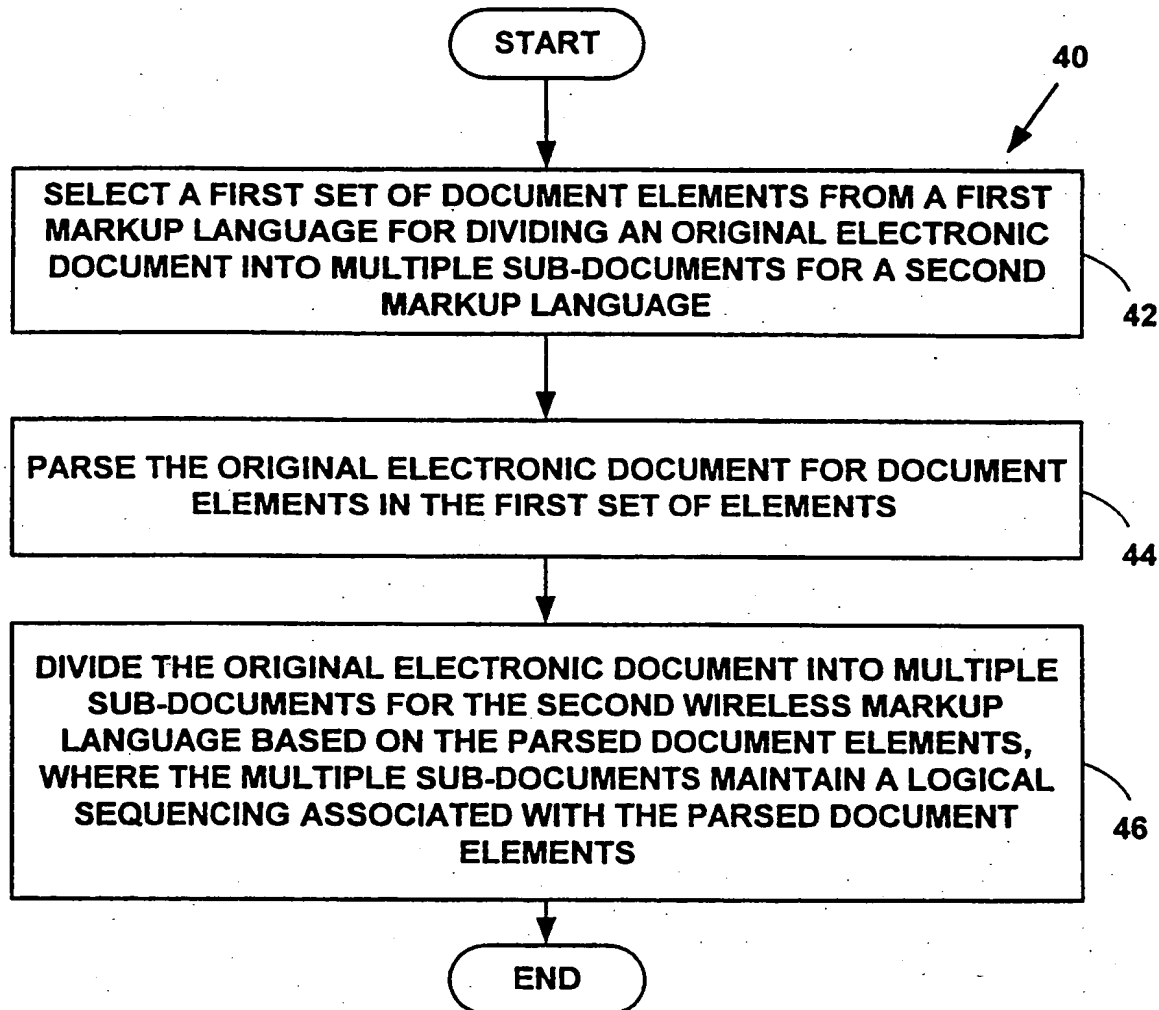 START
40
SELECT A FIRST SET OF DOCUMENT ELEMENTS FROM A FIRST
MARKUP LANGUAGE FOR DIVIDING AN ORIGINAL ELECTRONIC
DOCUMENT INTO MULTIPLE SUB-DOCUMENTS FOR A SECOND
MARKUP LANGUAGE
42
PARSE THE ORIGINAL ELECTRONIC DOCUMENT FOR DOCUMENT
ELEMENTS IN THE FIRST SET OF ELEMENTS
44
DIVIDE THE ORIGINAL ELECTRONIC DOCUMENT INTO MULTIPLE
SUB-DOCUMENTS FOR THE SECOND WIRELESS MARKUP
LANGUAGE BASED ON THE PARSED DOCUMENT ELEMENTS,
WHERE THE MULTIPLE SUB-DOCUMENTS MAINTAIN A LOGICAL
SEQUENCING ASSOCIATED WITH THE PARSED DOCUMENT
ELEMENTS
46
END